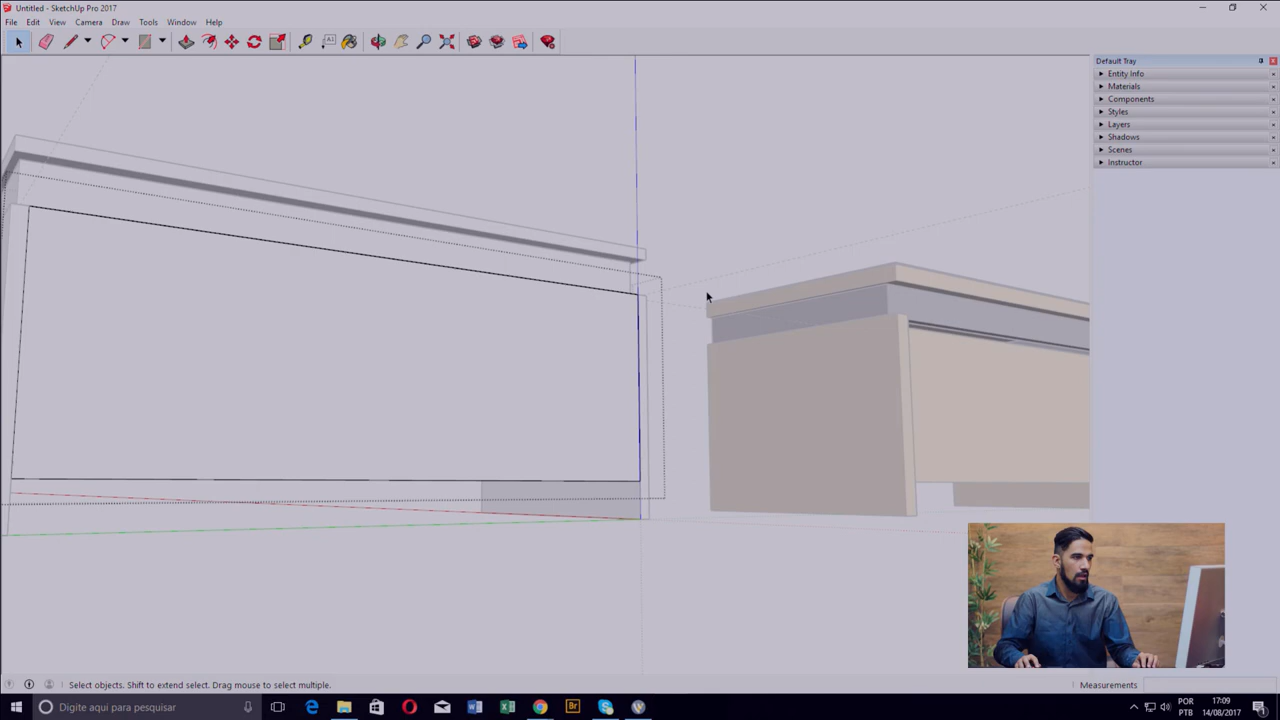 Untitled - SketchUp Pro 2017
File Edit View Camera Draw Tools Window Help
Default Tray
Entity Info
Materials
Components
Styles
Layers
Shadows
Scenes
Instructor
Select objects. Shift to extend select. Drag mouse to select multiple.
Measurements
Digite aqui para pesquisar
Br
POR
PTB
17:09
14/08/2017